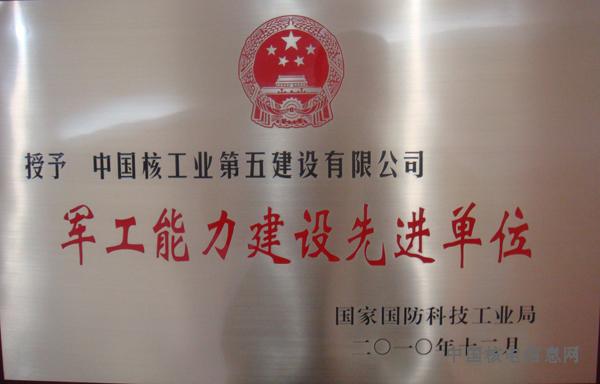 授予 中国核工业第五建设有限公司
军工能力建设先进单位
国家国防科技工业局
二〇一〇年十二月
中国核电信息网